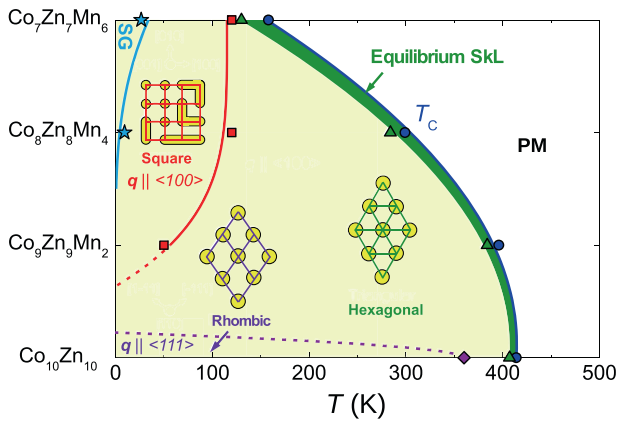 Co7Zn7Mn6
SG
Equilibrium SkL
TC
Co8Zn8Mn4
PM
Square
q || <100>
Co9Zn9Mn2
Hexagonal
Rhombic
q || <111>
Co10Zn10
0 100 200 300 400 500
T (K)